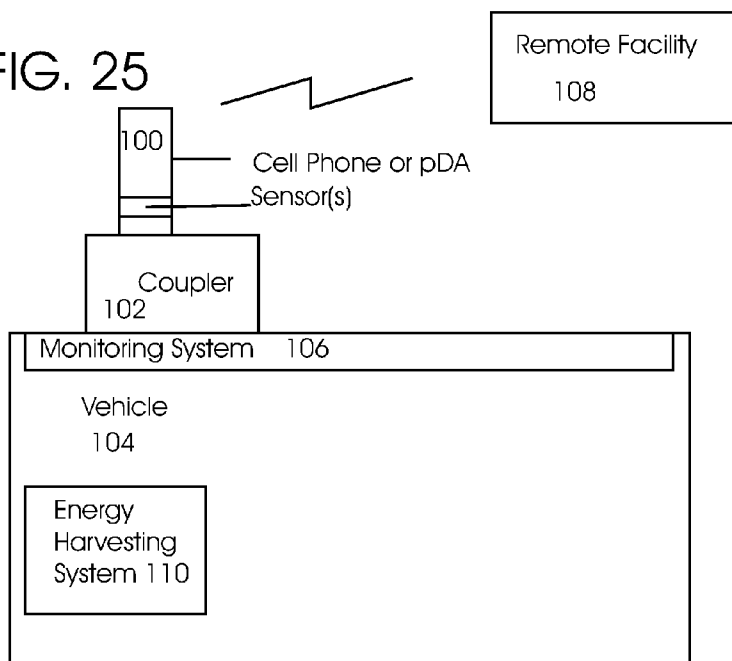 FIG. 25
Remote Facility
108
100
Cell Phone or pDA
Sensor(s)
Coupler
102
Monitoring System 106
Vehicle
104
Energy
Harvesting
System 110